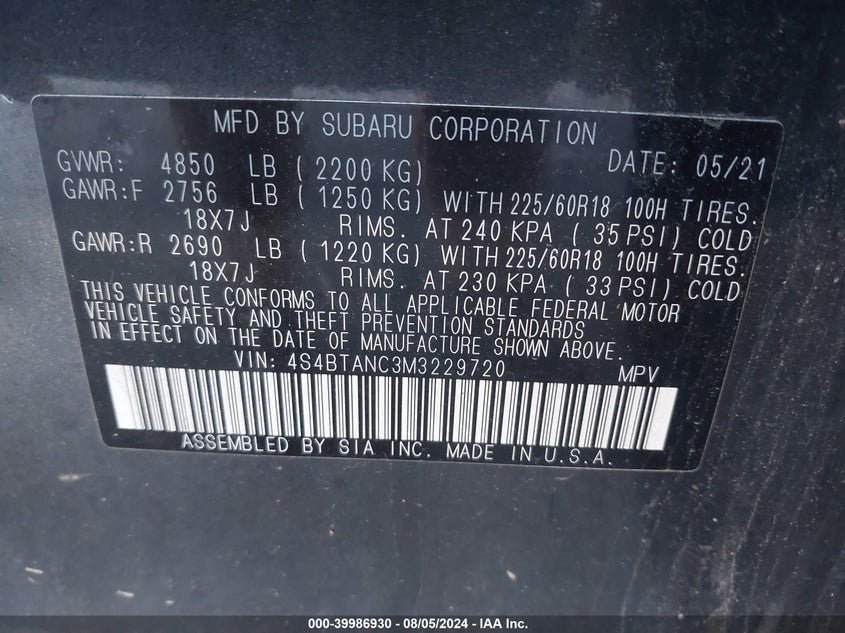 MFD BY SUBARU CORPORATION
GVWR: 4850 LB ( 2200 KG) DATE: 05/21
GAWR:F 2756 LB ( 1250 KG) WITH 225/60R18 100H TIRES.
18X7J RIMS. AT 240 KPA ( 35 PSI) COLD
GAWR:R 2690 LB ( 1220 KG) WITH 225/60R18 100H TIRES.
18X7J RIMS. AT 230 KPA ( 33 PSI) COLD
THIS VEHICLE CONFORMS TO ALL APPLICABLE FEDERAL MOTOR
VEHICLE SAFETY AND THEFT PREVENTION STANDARDS
IN EFFECT ON THE DATE OF MANUFACTURE SHOWN ABOVE.
VIN: 4S4BTANC3M3229720 MPV
ASSEMBLED BY SIA INC. MADE IN U.S.A.
000-39986930 - 08/05/2024 - IAA Inc.